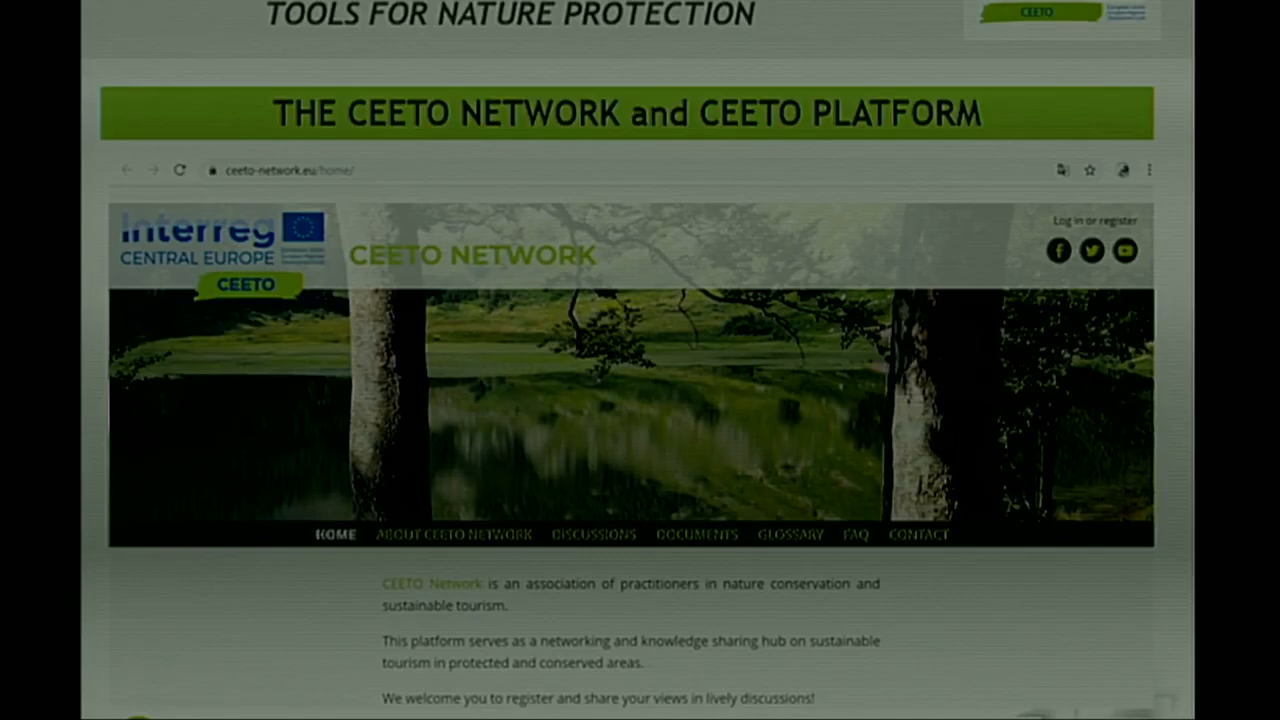 TOOLS FOR NATURE PROTECTION
CEETO
THE CEETO NETWORK and CEETO PLATFORM
ceeto-network.eu/home/
Interreg
CENTRAL EUROPE
CEETO
CEETO NETWORK
Log in or register
HOME ABOUT CEETO NETWORK DISCUSSIONS DOCUMENTS GLOSSARY FAQ CONTACT
CEETO Network is an association of practitioners in nature conservation and
sustainable tourism.
This platform serves as a networking and knowledge sharing hub on sustainable
tourism in protected and conserved areas.
We welcome you to register and share your views in lively discussions!